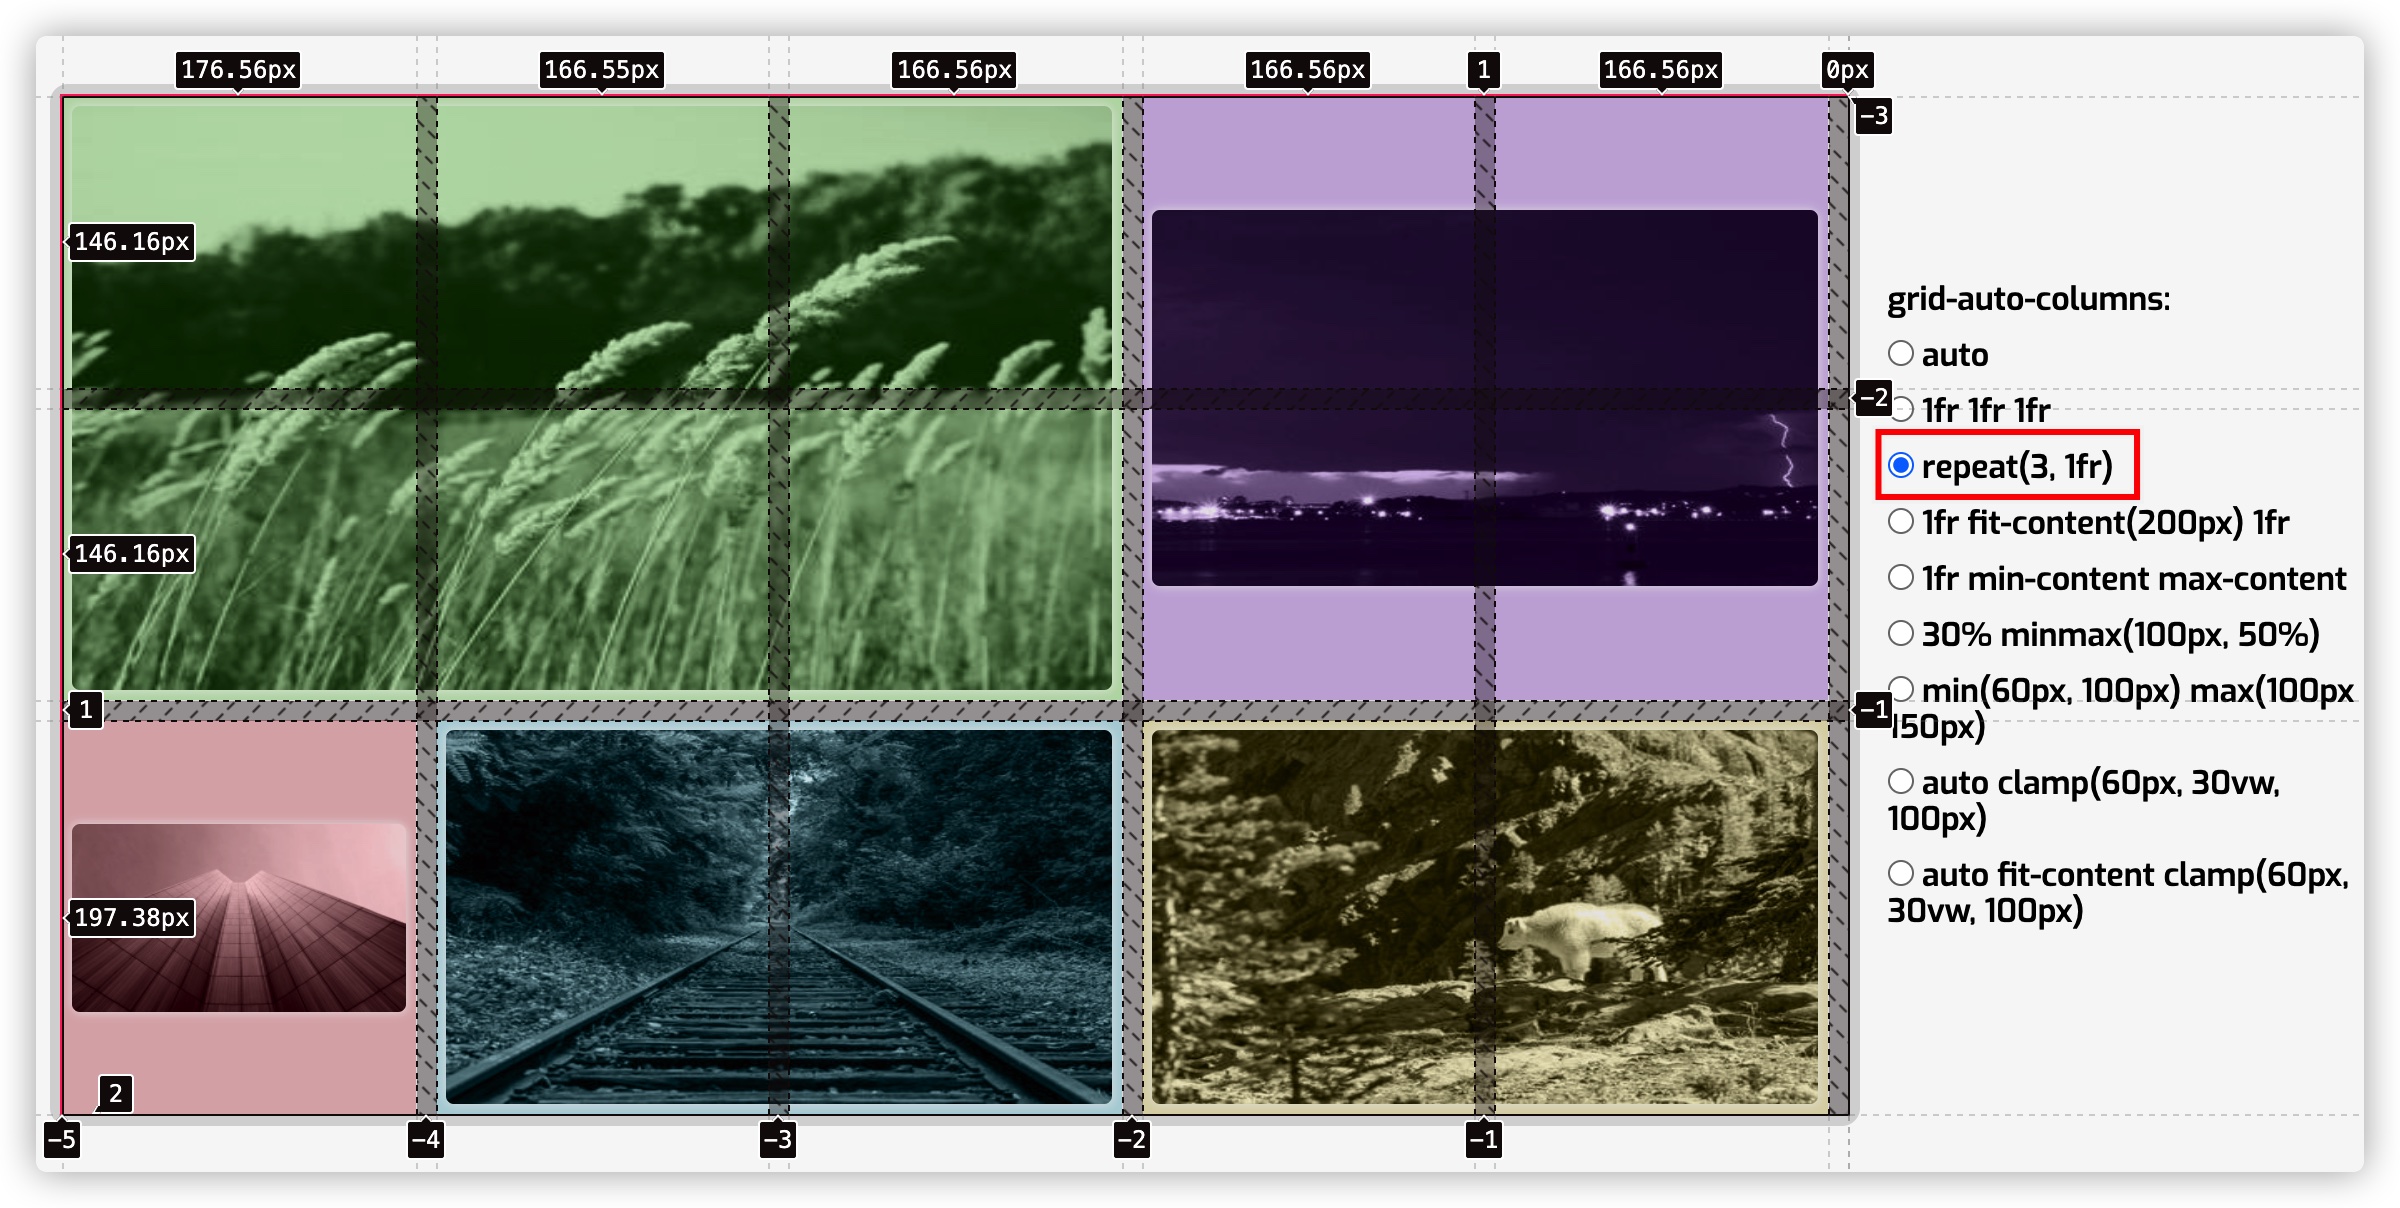 176.56px 166.55px 166.56px 166.56px 1 166.56px 0px
-3
146.16px
grid-auto-columns:
auto
-2
1fr 1fr 1fr
repeat(3, 1fr)
1fr fit-content(200px) 1fr
146.16px
1fr min-content max-content
30% minmax(100px, 50%)
min(60px, 100px) max(100px
1
-1
150px)
auto clamp(60px, 30vw,
100px)
auto fit-content clamp(60px,
30vw, 100px)
197.38px
2
-5 -4 -3 -2 -1